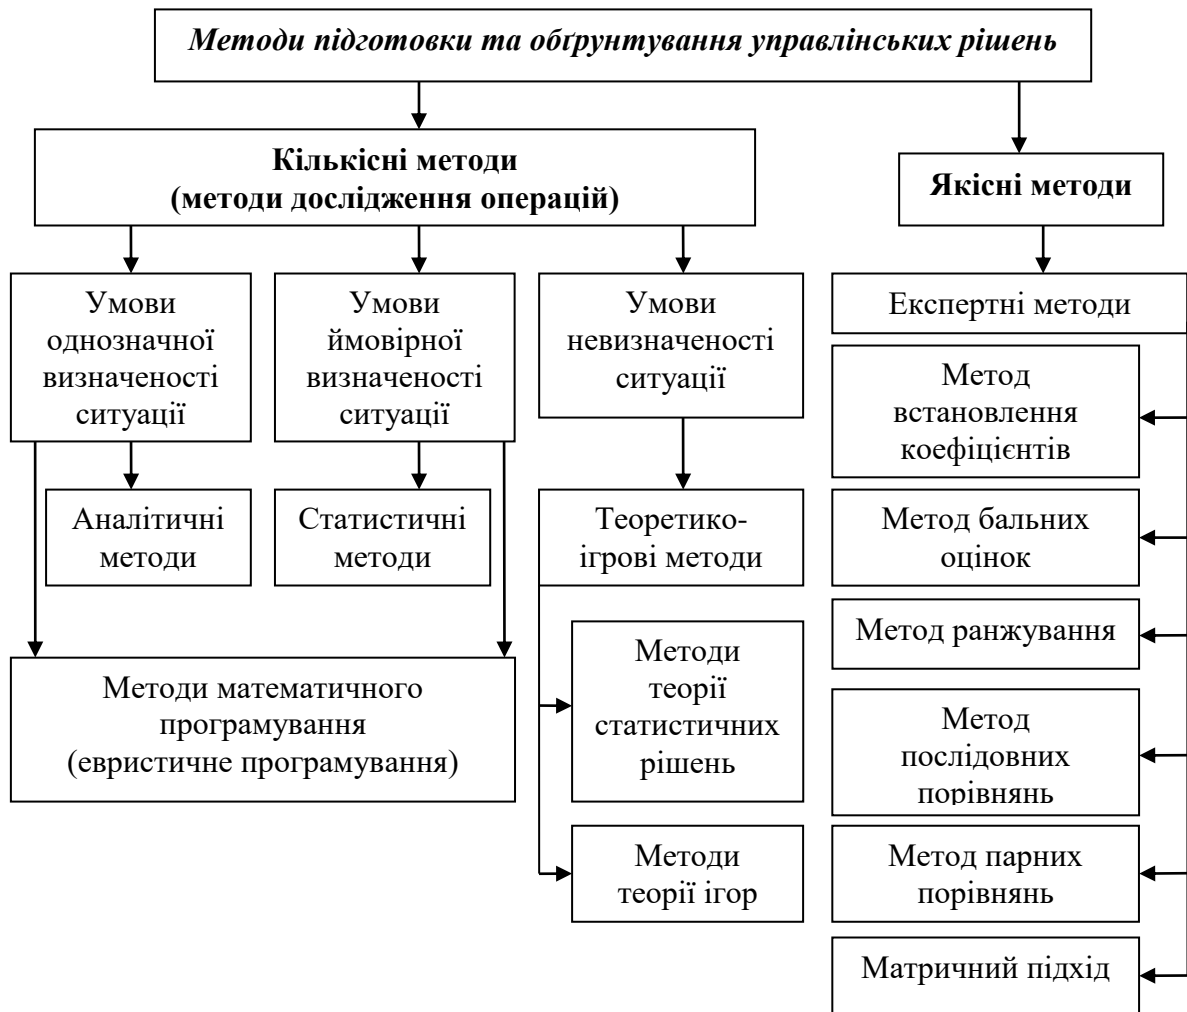 Методи підготовки та обґрунтування управлінських рішень
Кількісні методи
(методи дослідження операцій)
Якісні методи
Умови
однозначної
визначеності
ситуації
Умови
ймовірної
визначеності
ситуації
Умови
невизначеності
ситуації
Експертні методи
Метод
встановлення
коефіцієнтів
Аналітичні
методи
Статистичні
методи
Теоретико-
ігрові методи
Метод бальних
оцінок
Метод ранжування
Методи математичного
програмування
(евристичне програмування)
Методи
теорії
статистичних
рішень
Метод
послідовних
порівнянь
Методи
теорії ігор
Метод парних
порівнянь
Матричний підхід